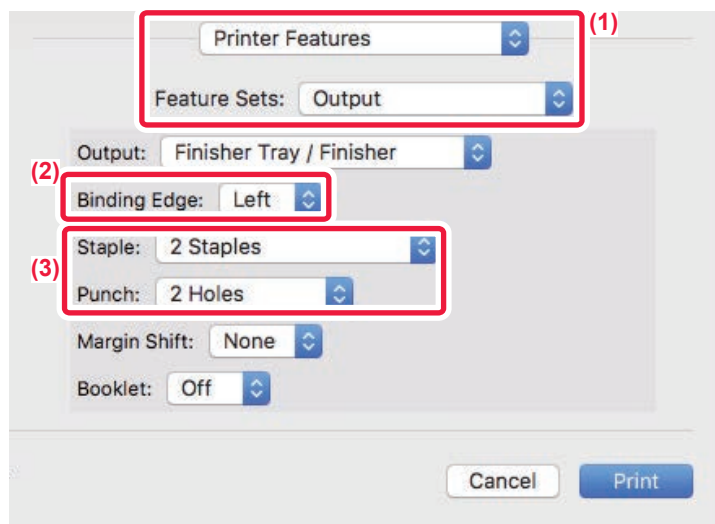 (1)
Printer Features
Feature Sets: Output
Output: Finisher Tray / Finisher
(2)
Binding Edge: Left
(3)
Staple: 2 Staples
Punch: 2 Holes
Margin Shift: None
Booklet: Off
Cancel Print